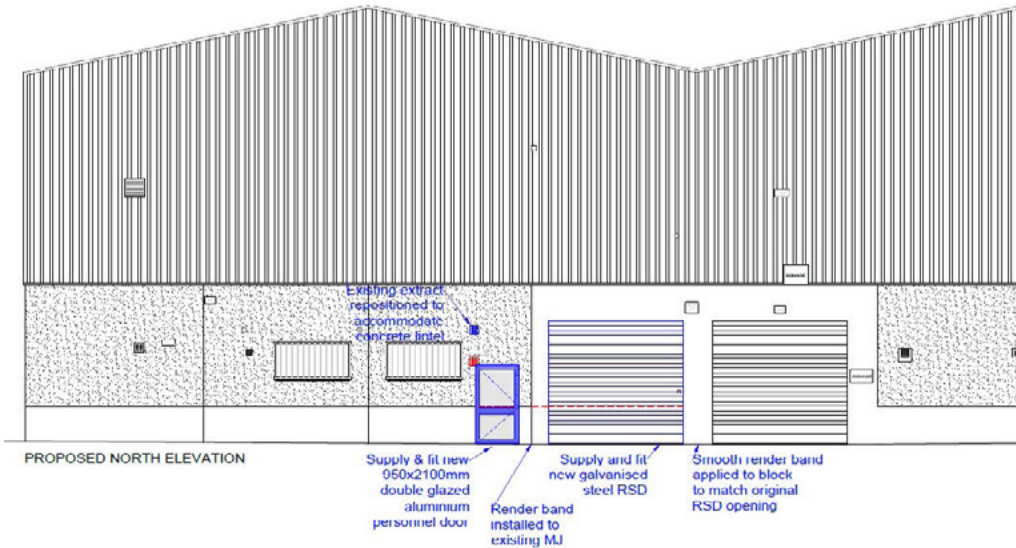 Existing extract
repositioned to
accommodate
concrete lintel
SIGNAGE
SIGNAGE
PROPOSED NORTH ELEVATION
Supply & fit new
950x2100mm
double glazed
aluminium
personnel door
Render band
installed to
existing MJ
Supply and fit
new galvanised
steel RSD
Smooth render band
applied to block
to match original
RSD opening